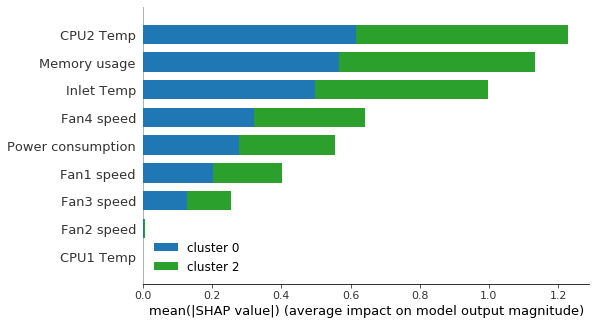 CPU2 Temp
Memory usage
Inlet Temp
Fan4 speed
Power consumption
Fan1 speed
Fan3 speed
Fan2 speed
CPU1 Temp
cluster 0
cluster 2
0.0 0.2 0.4 0.6 0.8 1.0 1.2
mean(|SHAP value|) (average impact on model output magnitude)